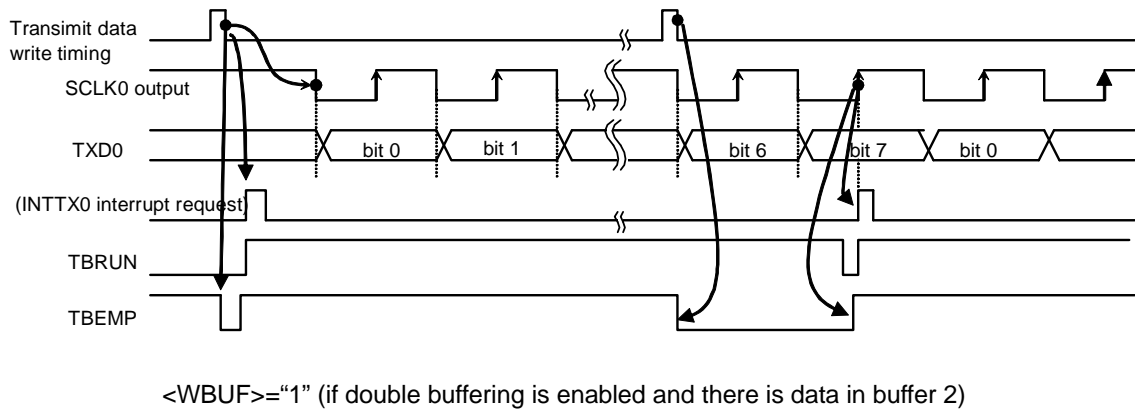 Transimit data
write timing
SCLK0 output
TXD0
bit 0
bit 1
bit 6
bit 7
bit 0
(INTTX0 interrupt request)
TBRUN
TBEMP
<WBUF>=“1” (if double buffering is enabled and there is data in buffer 2)